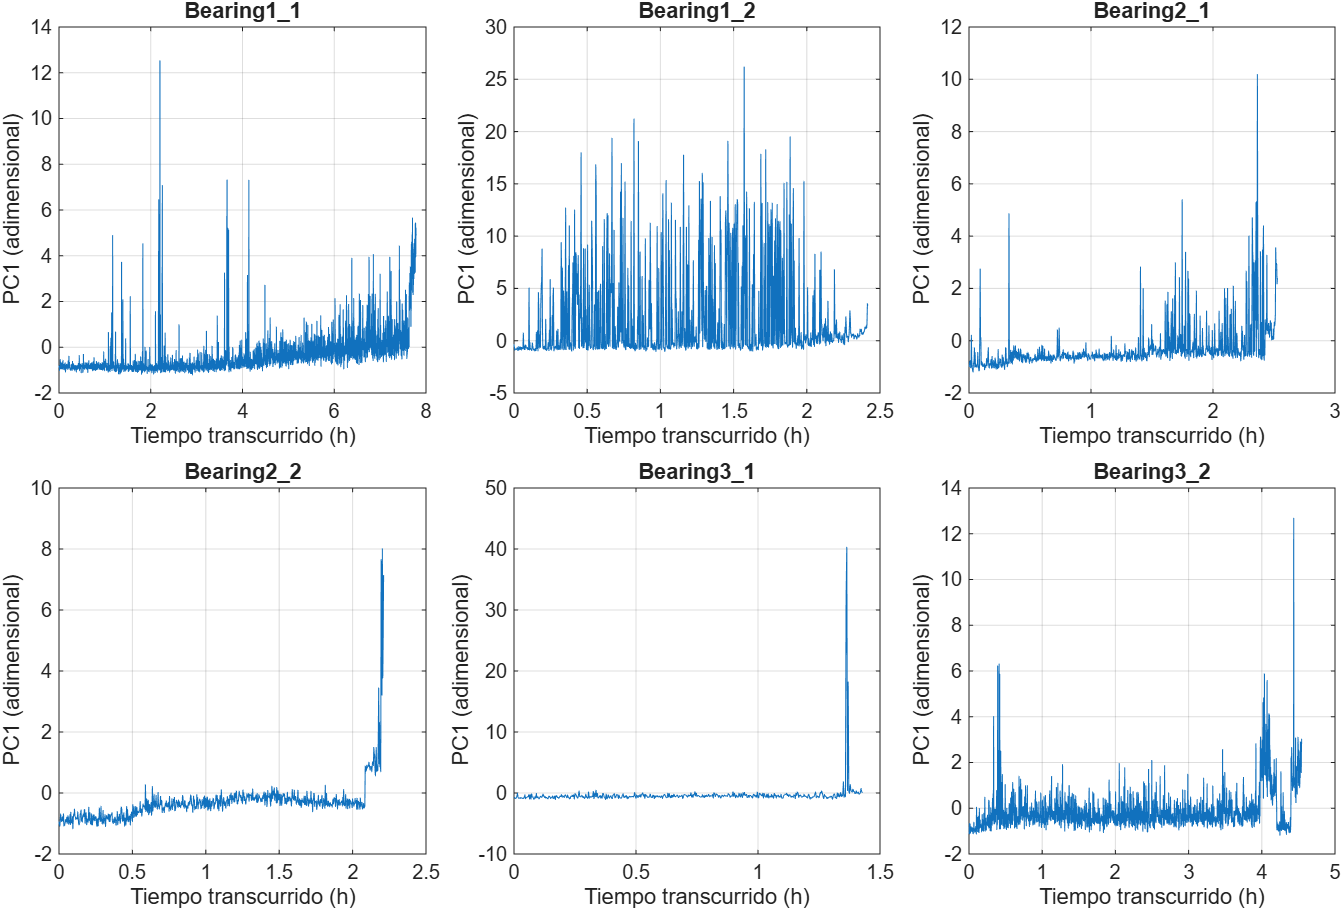 Bearing1_1
14
12
10
8
6
4
2
0
-2
0 2 4 6 8
PC1 (adimensional)
Tiempo transcurrido (h)
Bearing1_2
30
25
20
15
10
5
0
-5
0 0.5 1 1.5 2 2.5
PC1 (adimensional)
Tiempo transcurrido (h)
Bearing2_1
12
10
8
6
4
2
0
-2
0 1 2 3
PC1 (adimensional)
Tiempo transcurrido (h)
Bearing2_2
10
8
6
4
2
0
-2
0 0.5 1 1.5 2 2.5
PC1 (adimensional)
Tiempo transcurrido (h)
Bearing3_1
50
40
30
20
10
0
-10
0 0.5 1 1.5
PC1 (adimensional)
Tiempo transcurrido (h)
Bearing3_2
14
12
10
8
6
4
2
0
-2
0 1 2 3 4 5
PC1 (adimensional)
Tiempo transcurrido (h)